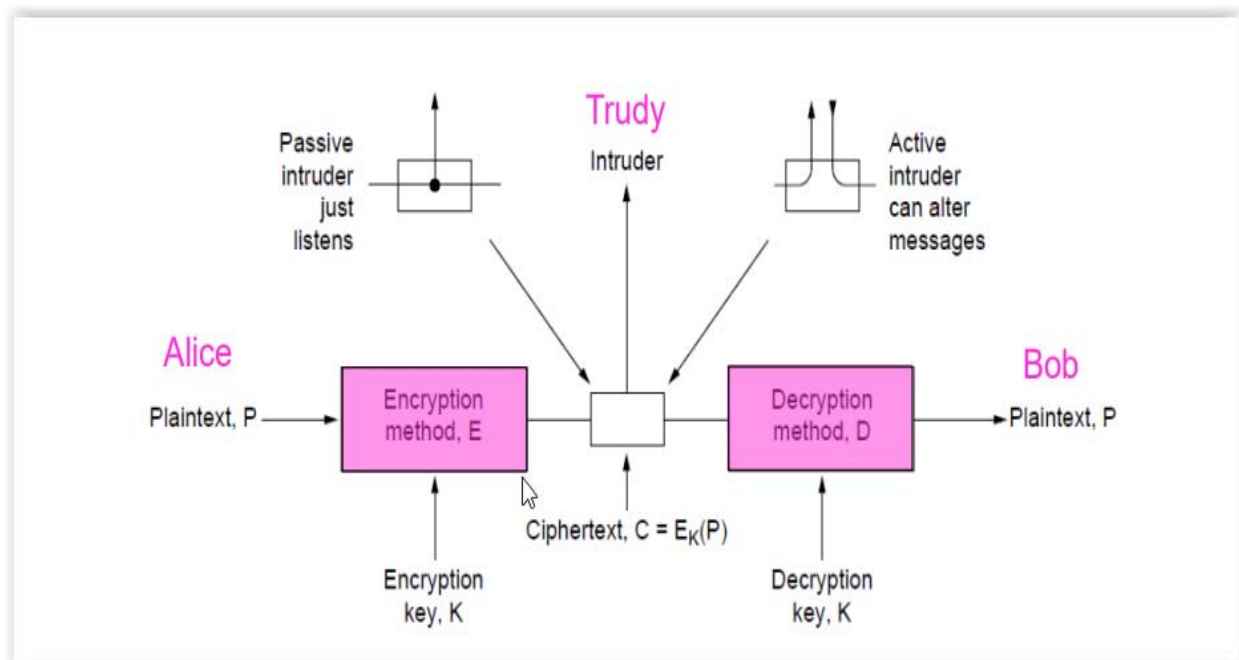 Trudy
Passive
intruder
just
listens
Intruder
Active
intruder
can alter
messages
Alice
Bob
Plaintext, P
Encryption
method, E
Decryption
method, D
Plaintext, P
Ciphertext, C = E_K(P)
Encryption
key, K
Decryption
key, K